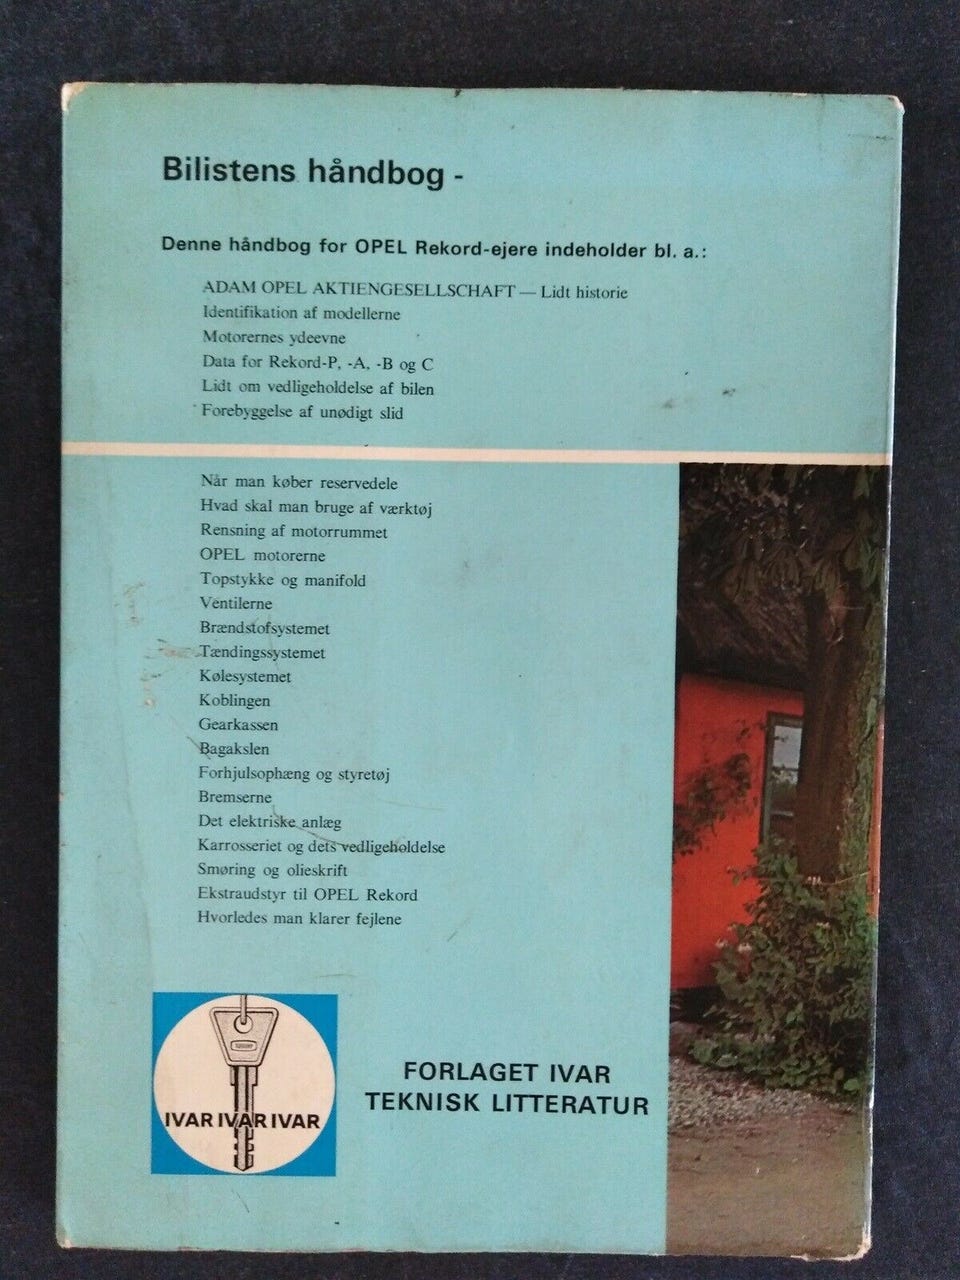 Bilistens håndbog -
Denne håndbog for OPEL Rekord-ejere indeholder bl. a.:
ADAM OPEL AKTIENGESELLSCHAFT — Lidt historie
Identifikation af modellerne
Motorernes ydeevne
Data for Rekord-P, -A, -B og C
Lidt om vedligeholdelse af bilen
Forebyggelse af unødigt slid
Når man køber reservedele
Hvad skal man bruge af værktøj
Rensning af motorrummet
OPEL motorerne
Topstykke og manifold
Ventilerne
Brændstofsystemet
Tændingssystemet
Kølesystemet
Koblingen
Gearkassen
Bagakslen
Forhjulsophæng og styretøj
Bremserne
Det elektriske anlæg
Karrosseriet og dets vedligeholdelse
Smøring og olieskrift
Ekstraudstyr til OPEL Rekord
Hvorledes man klarer fejlene
IVAR IVAR IVAR
FORLAGET IVAR
TEKNISK LITTERATUR